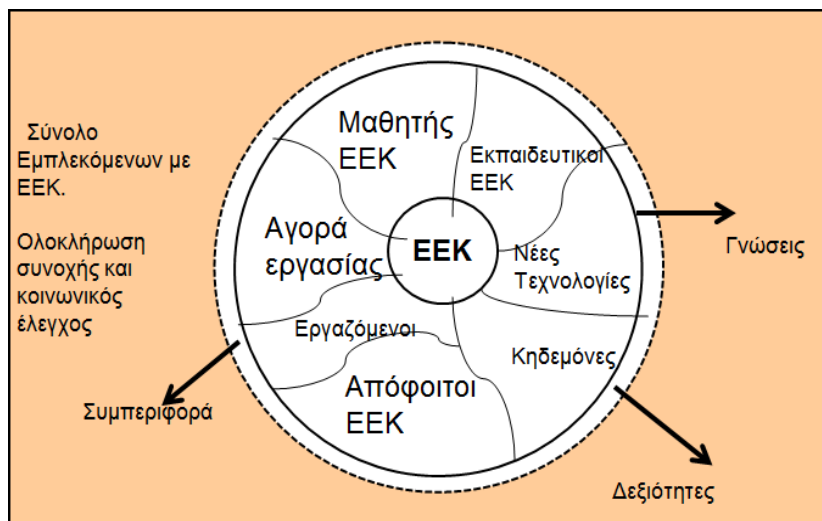 Σύνολο
Εμπλεκόμενων με
ΕΕΚ.
Ολοκλήρωση
συνοχής και
κοινωνικός
έλεγχος
Μαθητής
ΕΕΚ
Εκπαιδευτικοί
ΕΕΚ
Αγορά
εργασίας
ΕΕΚ
Νέες
Τεχνολογίες
Γνώσεις
Εργαζόμενοι
Κηδεμόνες
Απόφοιτοι
ΕΕΚ
Συμπεριφορά
Δεξιότητες